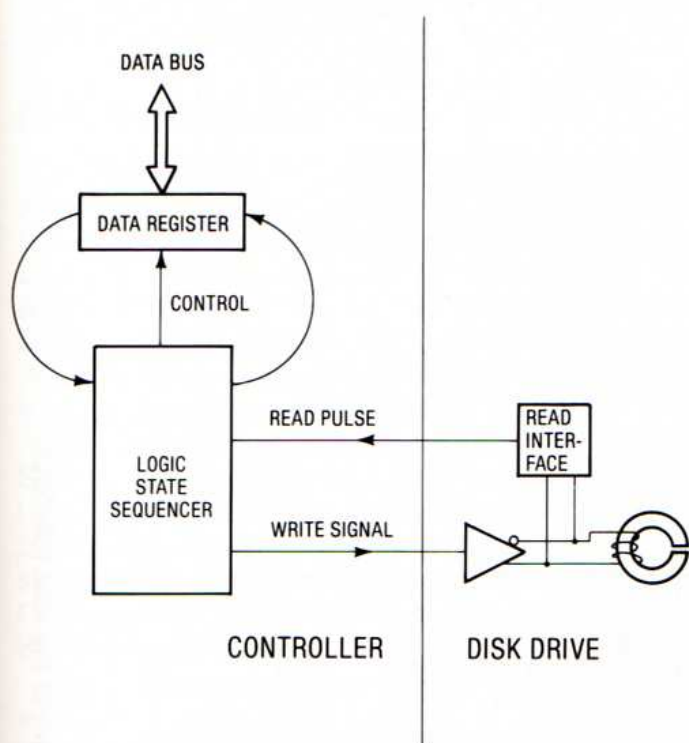 DATA BUS
DATA REGISTER
CONTROL
READ PULSE
READ
INTER-
FACE
LOGIC
STATE
SEQUENCER
WRITE SIGNAL
CONTROLLER
DISK DRIVE